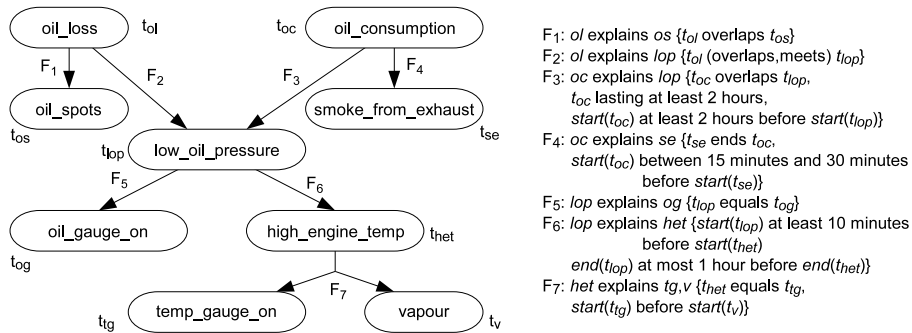 oil_loss
t_ol
t_oc
oil_consumption
F₁
F₂
F₃
F₄
oil_spots
smoke_from_exhaust
t_os
t_se
t_lop
low_oil_pressure
F₅
F₆
oil_gauge_on
high_engine_temp
t_het
t_og
F₇
temp_gauge_on
vapour
t_tg
t_v
F₁: ol explains os {t_ol overlaps t_os}
F₂: ol explains lop {t_ol (overlaps,meets) t_lop}
F₃: oc explains lop {t_oc overlaps t_lop,
t_oc lasting at least 2 hours,
start(t_oc) at least 2 hours before start(t_lop)}
F₄: oc explains se {t_se ends t_oc,
start(t_oc) between 15 minutes and 30 minutes
before start(t_se)}
F₅: lop explains og {t_lop equals t_og}
F₆: lop explains het {start(t_lop) at least 10 minutes
before start(t_het)
end(t_lop) at most 1 hour before end(t_het)}
F₇: het explains tg,v {t_het equals t_tg,
start(t_tg) before start(t_v)}